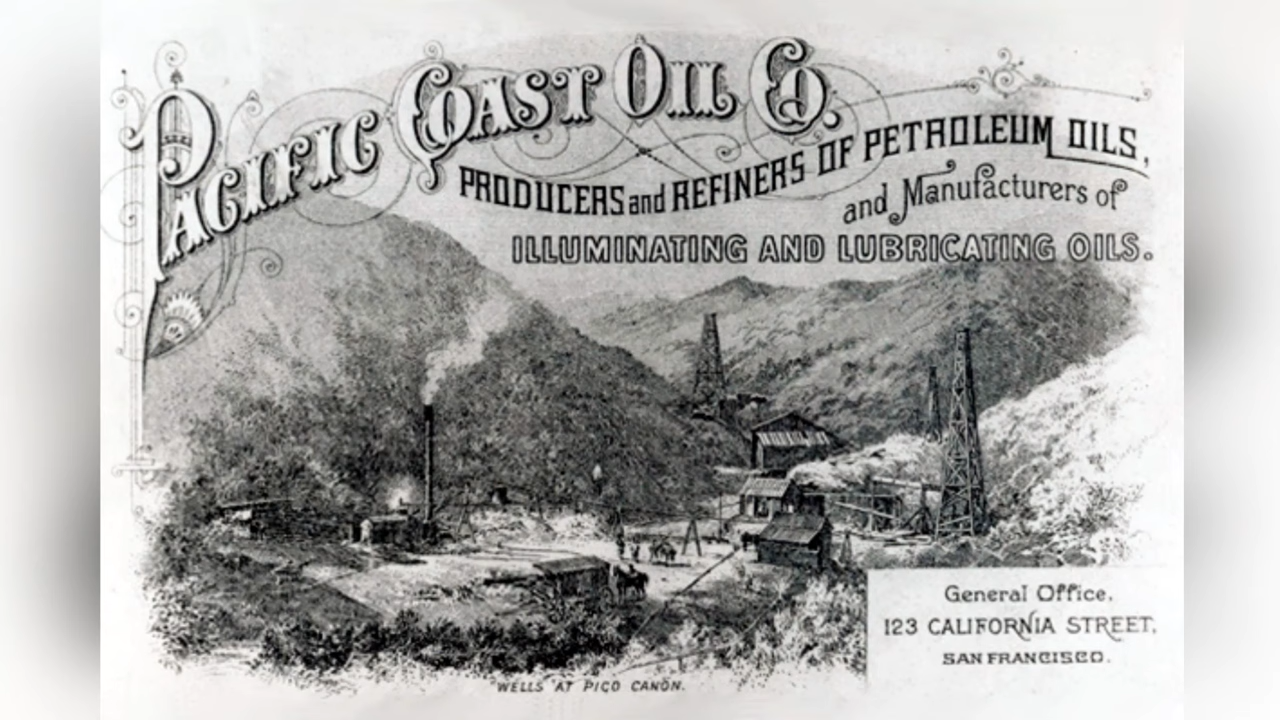 PACIFIC COAST OIL CO.
PRODUCERS and REFINERS OF PETROLEUM OILS,
and Manufacturers of
ILLUMINATING AND LUBRICATING OILS.
General Office,
123 CALIFORNIA STREET,
SAN FRANCISCO.
WELLS AT PICO CAÑON.